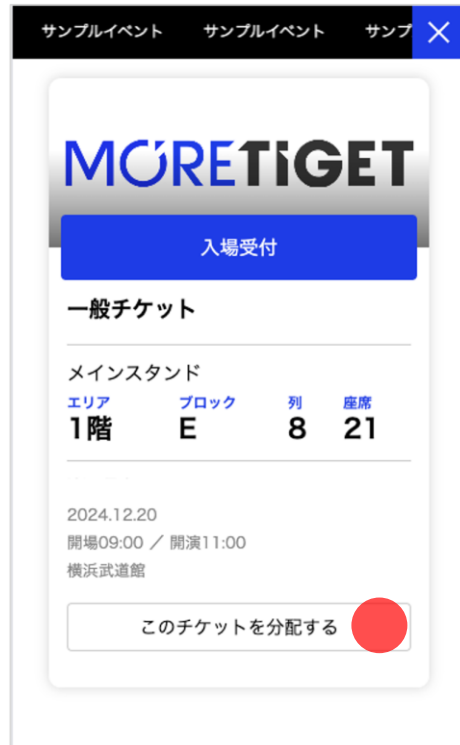 サンプルイベント サンプルイベント サンプ
MORETIGET
入場受付
一般チケット
メインスタンド
エリア ブロック 列 座席
1階 E 8 21
2024.12.20
開場09:00 ／ 開演11:00
横浜武道館
このチケットを分配する